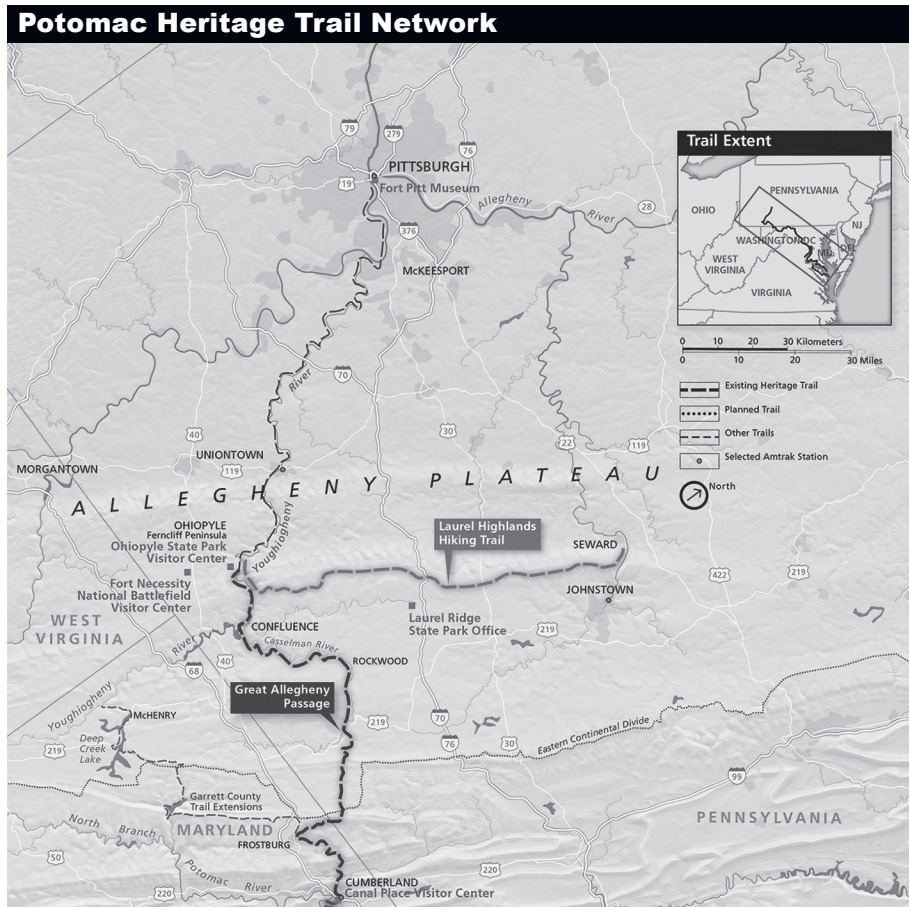 Potomac Heritage Trail Network
79
279
76
PITTSBURGH
19
Fort Pitt Museum
Allegheny
River
28
376
McKEESPORT
Trail Extent
PENNSYLVANIA
OHIO
NJ
WASHINGTON DC
MD
DEL
WEST
VIRGINIA
VIRGINIA
0 10 20 30 Kilometers
0 10 20 30 Miles
Existing Heritage Trail
Planned Trail
Other Trails
Selected Amtrak Station
North
River
70
40
30
22
119
UNIONTOWN
119
MORGANTOWN
ALLEGHENY PLATEAU
Youghiogheny
OHIOPYLE
Ferncliff Peninsula
Ohiopyle State Park
Visitor Center
Fort Necessity
National Battlefield
Visitor Center
Laurel Highlands
Hiking Trail
SEWARD
JOHNSTOWN
422
219
WEST
VIRGINIA
Laurel Ridge
State Park Office
219
CONFLUENCE
Casselman River
ROCKWOOD
River
40
68
Youghiogheny
Great Allegheny
Passage
219
70
76
30
Eastern Continental Divide
McHENRY
219
Deep
Creek
Lake
99
Garrett County
Trail Extensions
MARYLAND
PENNSYLVANIA
North Branch
FROSTBURG
50
Potomac River
220
220
CUMBERLAND
Canal Place Visitor Center